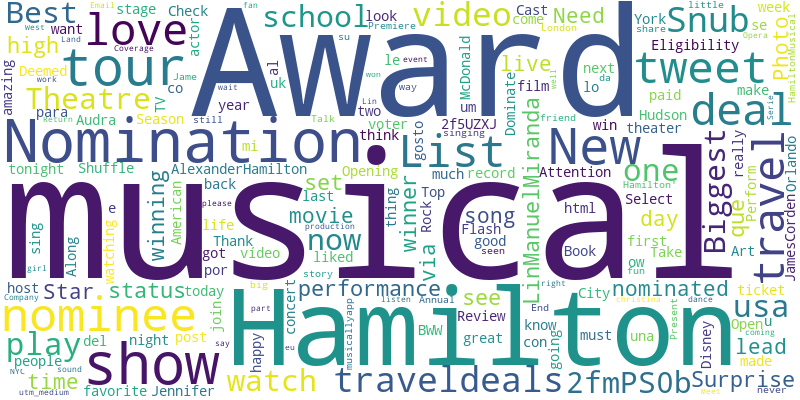 Best
stage
Check
want
love
amazing
high
Deemed
tour
actor
co
Theatre
TV
para
Season
Audra
mi
Award
school
look
le
al
uk
su
fan
Premiere
year
wait
won
event
way
two
Lin
Talk
still
think
voter
um
video
Need
come
Cast
London
live
McDonald
film
next
lo
da
Dominate
2f5UZXJ
friend
well
singing
gosto
win
York
share
Opera
Snub
Eligibility
se
tweet
make
paid
Hudson
theater
Serie
Photo
week
little
HamiltonMusical
deal
Email
West
Land
Coverage
work
Jame
Nomination
tonight
Shuffle
AlexanderHamilton
return
List
New
Attention
Select
one
day
que
really
Biggest
Art
Perform
travel
JamesCorden
Orlando
musical
e
sing
Along
watching
winning
American
back
life
Thank
got
por
please
production
girl
set
last
Opening
movie
liked
now
thing
winner
via
much
record
Top
Rock
song
Flash
good
seen
LinManuelMiranda
html
Book
Hamilton
first
Take
ow
fun
host
Star
status
today
video
story
performance
see
BWW
Review
great
City
nominated
know
con
going
must
una
Open
usa
u
ticket
Disney
lead
made
never
coming
nominee
Company
play
people
del
night
post
say
join
big
concert
happy
part
time
NYC
sound
utm_medium
favorite
Jennifer
show
watch
Hamilton
traveldeals
eu
listen
Annual
musicallyapp
End
right
2fmPSOb
christina
dance
Present
meet
Surprise